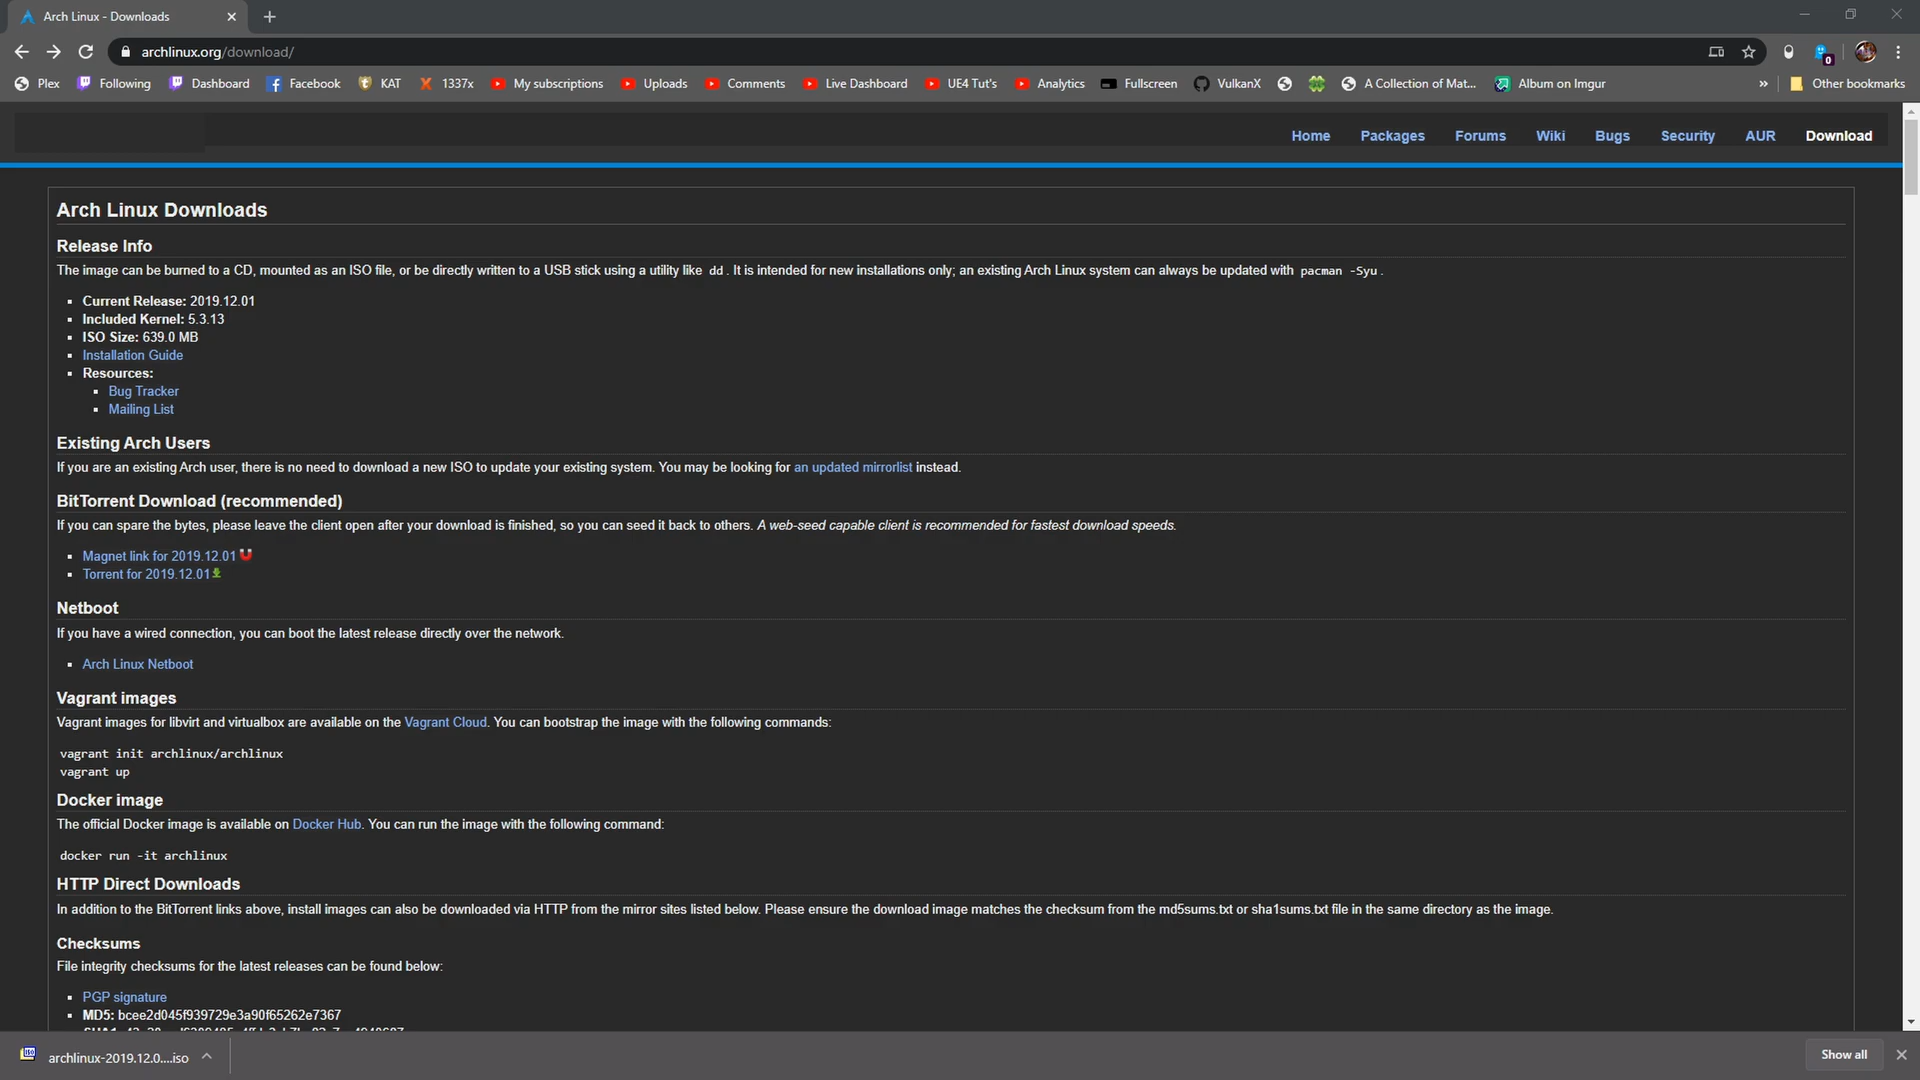 Arch Linux - Downloads
archlinux.org/download/
0
Plex Following Dashboard Facebook KAT 1337x My subscriptions Uploads Comments Live Dashboard UE4 Tut's Analytics Fullscreen VulkanX A Collection of Mat... Album on Imgur » Other bookmarks
Home Packages Forums Wiki Bugs Security AUR Download
Arch Linux Downloads
Release Info
The image can be burned to a CD, mounted as an ISO file, or be directly written to a USB stick using a utility like dd. It is intended for new installations only; an existing Arch Linux system can always be updated with pacman -Syu.
Current Release: 2019.12.01
Included Kernel: 5.3.13
ISO Size: 639.0 MB
Installation Guide
Resources:
Bug Tracker
Mailing List
Existing Arch Users
If you are an existing Arch user, there is no need to download a new ISO to update your existing system. You may be looking for an updated mirrorlist instead.
BitTorrent Download (recommended)
If you can spare the bytes, please leave the client open after your download is finished, so you can seed it back to others. A web-seed capable client is recommended for fastest download speeds.
Magnet link for 2019.12.01
Torrent for 2019.12.01
Netboot
If you have a wired connection, you can boot the latest release directly over the network.
Arch Linux Netboot
Vagrant images
Vagrant images for libvirt and virtualbox are available on the Vagrant Cloud. You can bootstrap the image with the following commands:
vagrant init archlinux/archlinux
vagrant up
Docker image
The official Docker image is available on Docker Hub. You can run the image with the following command:
docker run -it archlinux
HTTP Direct Downloads
In addition to the BitTorrent links above, install images can also be downloaded via HTTP from the mirror sites listed below. Please ensure the download image matches the checksum from the md5sums.txt or sha1sums.txt file in the same directory as the image.
Checksums
File integrity checksums for the latest releases can be found below:
PGP signature
MD5: bcee2d045f939729e3a90f65262e7367
archlinux-2019.12.0....iso
Show all